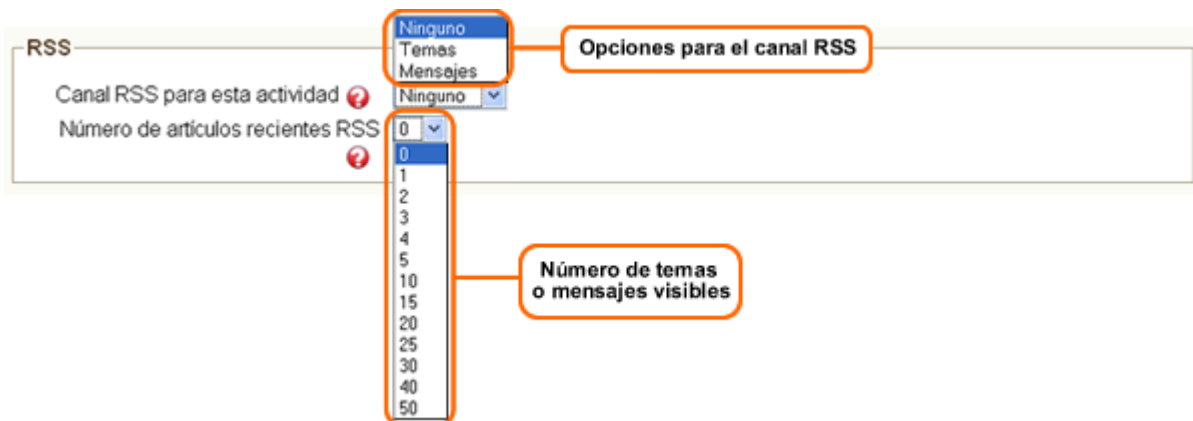 Ninguno
RSS
Temas
Mensajes
Opciones para el canal RSS
Canal RSS para esta actividad ?
Ninguno
Número de artículos recientes RSS
0
?
0
1
2
3
4
5
10
15
20
25
30
40
50
Número de temas
o mensajes visibles